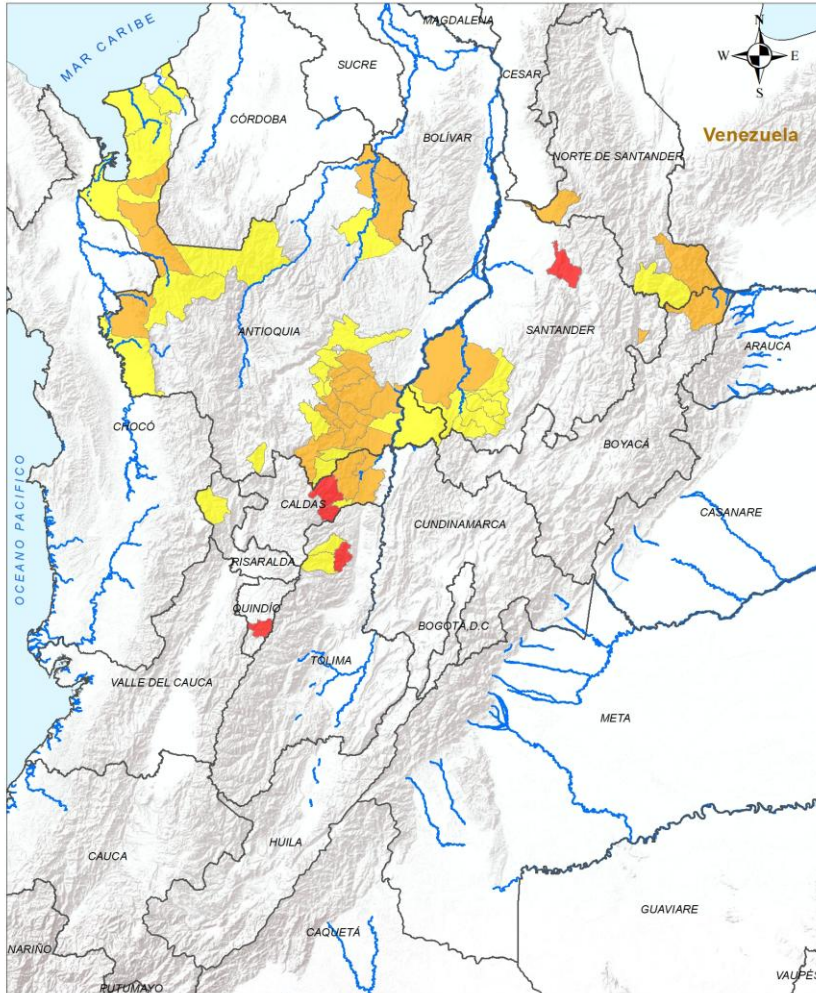 MAGDALENA
N
MAR CARIBE
SUCRE
CESAR
W
E
S
CÓRDOBA
BOLÍVAR
Venezuela
NORTE DE SANTANDER
ANTIOQUIA
SANTANDER
ARAUCA
CHOCÓ
BOYACÁ
OCEANO PACIFICO
CALDAS
CASANARE
CUNDINAMARCA
RISARALDA
QUINDÍO
BOGOTÁ,D.C
TOLIMA
VALLE DEL CAUCA
META
HUILA
CAUCA
GUAVIARE
CAQUETÁ
NARIÑO
VAUPÉS
PUTUMAYO